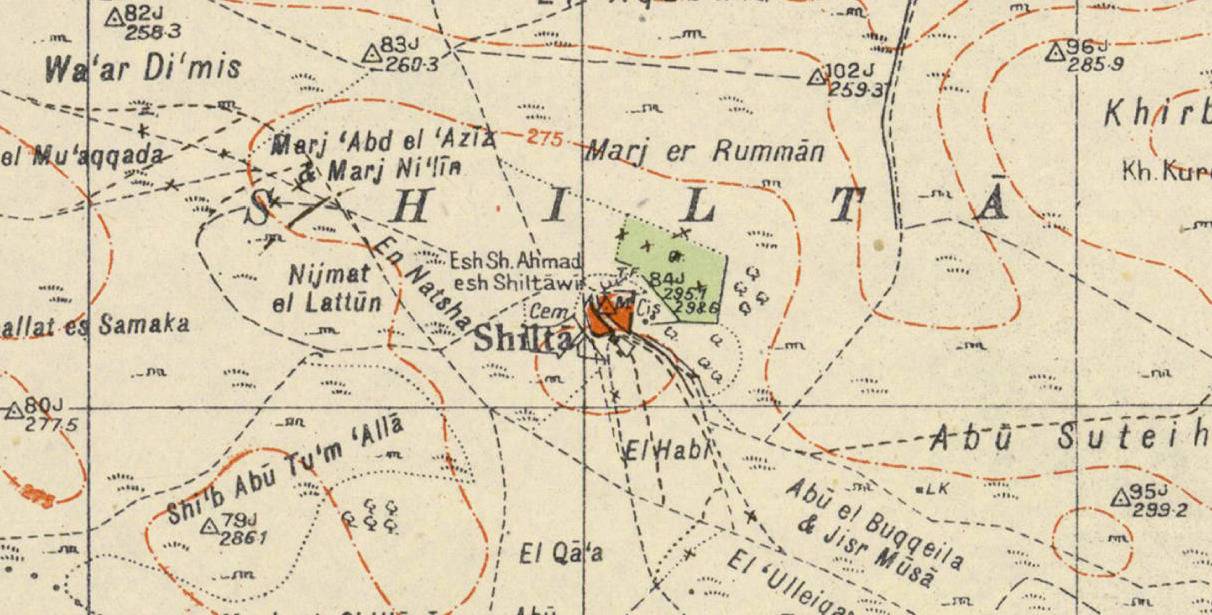 82J
258·3
83J
260·3
96J
285·9
Wa'ar Di'mis
102J
259·3
Khirb
275
Marj 'Abd el 'Azīz
& Marj Ni'līn
Marj er Rummān
el Mu'aqqada
Kh. Kur
S H I L T Ā
En Natsha
Esh Sh. Ahmad
esh Shiltāwi
Nijmat
el Lattūn
T.F.
84J
295·7
298·6
Cem
M
Cis
allat es Samaka
Shiltā
80J
277·5
Abū Suteih
El Habl
Shi'b Abū Tu'm 'Allā
275
79J
286·1
LK
95J
299·2
Abū el Buqqeila
& Jisr Mūsā
El Qā'a
El 'Ulleiqa
Abū